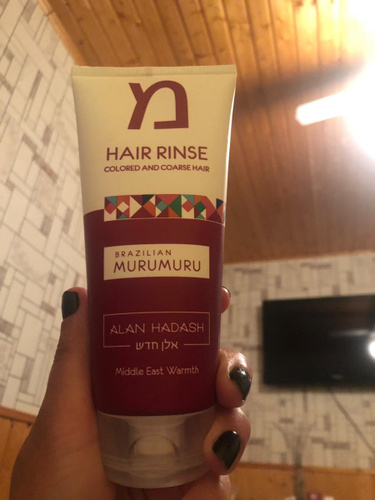 מ
HAIR RINSE
COLORED AND COARSE HAIR
BRAZILIAN
MURUMURU
ALAN HADASH
אלן חדש
Middle East Warmth